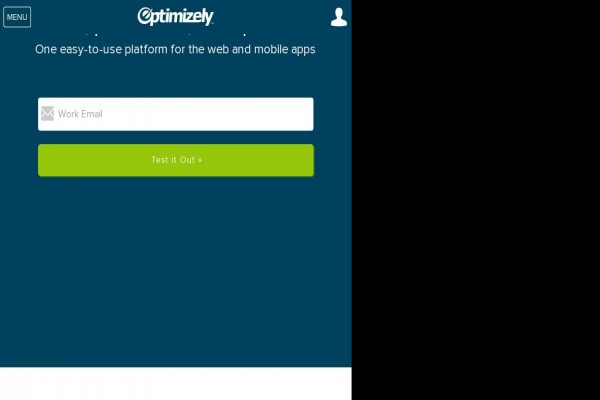 MENU
Optimizely
One easy-to-use platform for the web and mobile apps
Work Email
Test it Out »